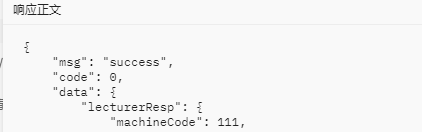 响应正文
{
"msg": "success",
"code": 0,
"data": {
"lecturerResp": {
"machineCode": 111,